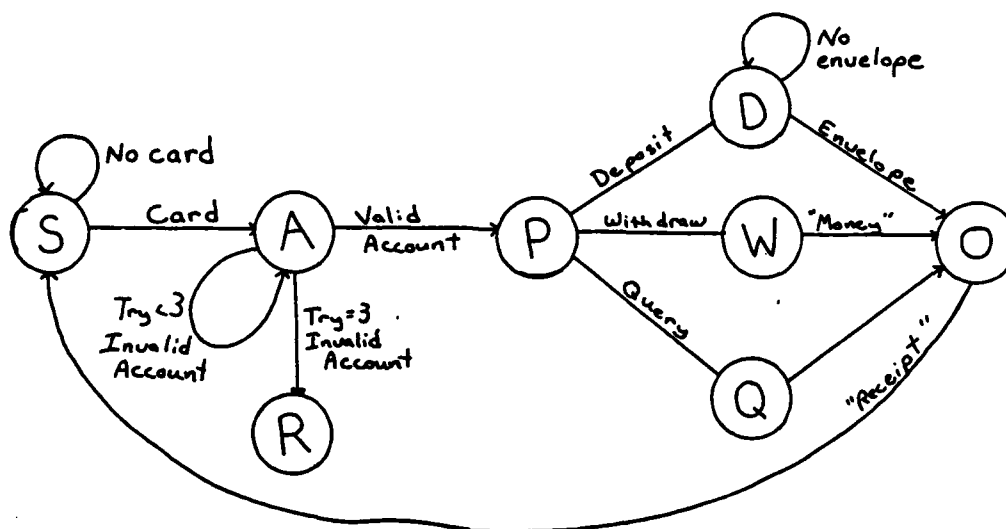 No
envelope
D
No card
Deposit
Envelope
S
Card
A
Valid
Account
P
Withdraw
W
"Money"
O
Try<3
Invalid
Account
Try=3
Invalid
Account
Query
Q
"Receipt"
R